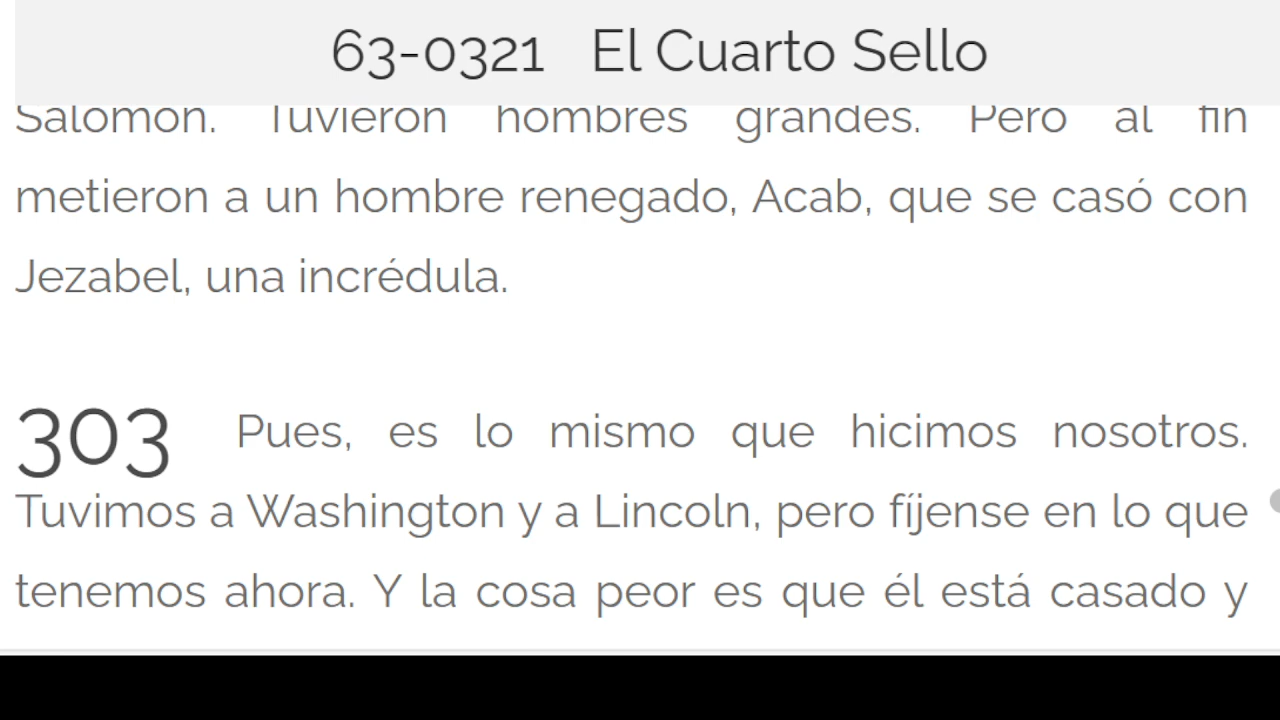 63-0321 El Cuarto Sello
Salomón. Tuvieron hombres grandes. Pero al fin
metieron a un hombre renegado, Acab, que se casó con
Jezabel, una incrédula.
303 Pues, es lo mismo que hicimos nosotros.
Tuvimos a Washington y a Lincoln, pero fíjense en lo que
tenemos ahora. Y la cosa peor es que él está casado y